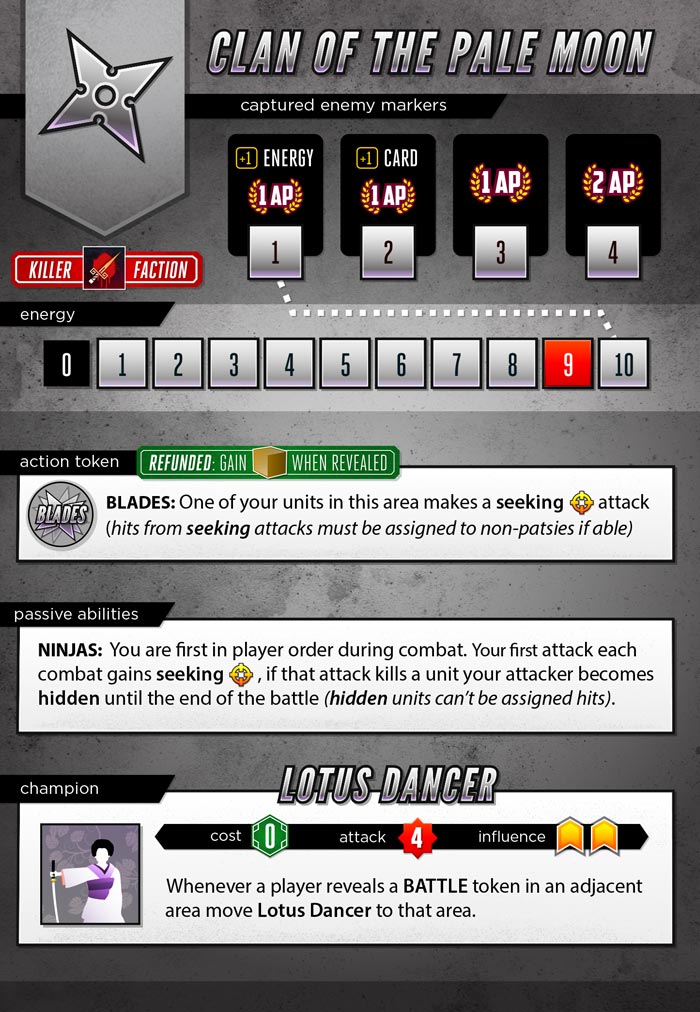 CLAN OF THE PALE MOON
captured enemy markers
+1 ENERGY
1 AP
1
+1 CARD
1 AP
2
1 AP
3
2 AP
4
KILLER FACTION
energy
0 1 2 3 4 5 6 7 8 9 10
action token
REFUNDED: GAIN WHEN REVEALED
BLADES
BLADES: One of your units in this area makes a seeking attack
(hits from seeking attacks must be assigned to non-patsies if able)
passive abilities
NINJAS: You are first in player order during combat. Your first attack each
combat gains seeking , if that attack kills a unit your attacker becomes
hidden until the end of the battle (hidden units can't be assigned hits).
champion
LOTUS DANCER
cost 0 attack 4 influence
Whenever a player reveals a BATTLE token in an adjacent
area move Lotus Dancer to that area.